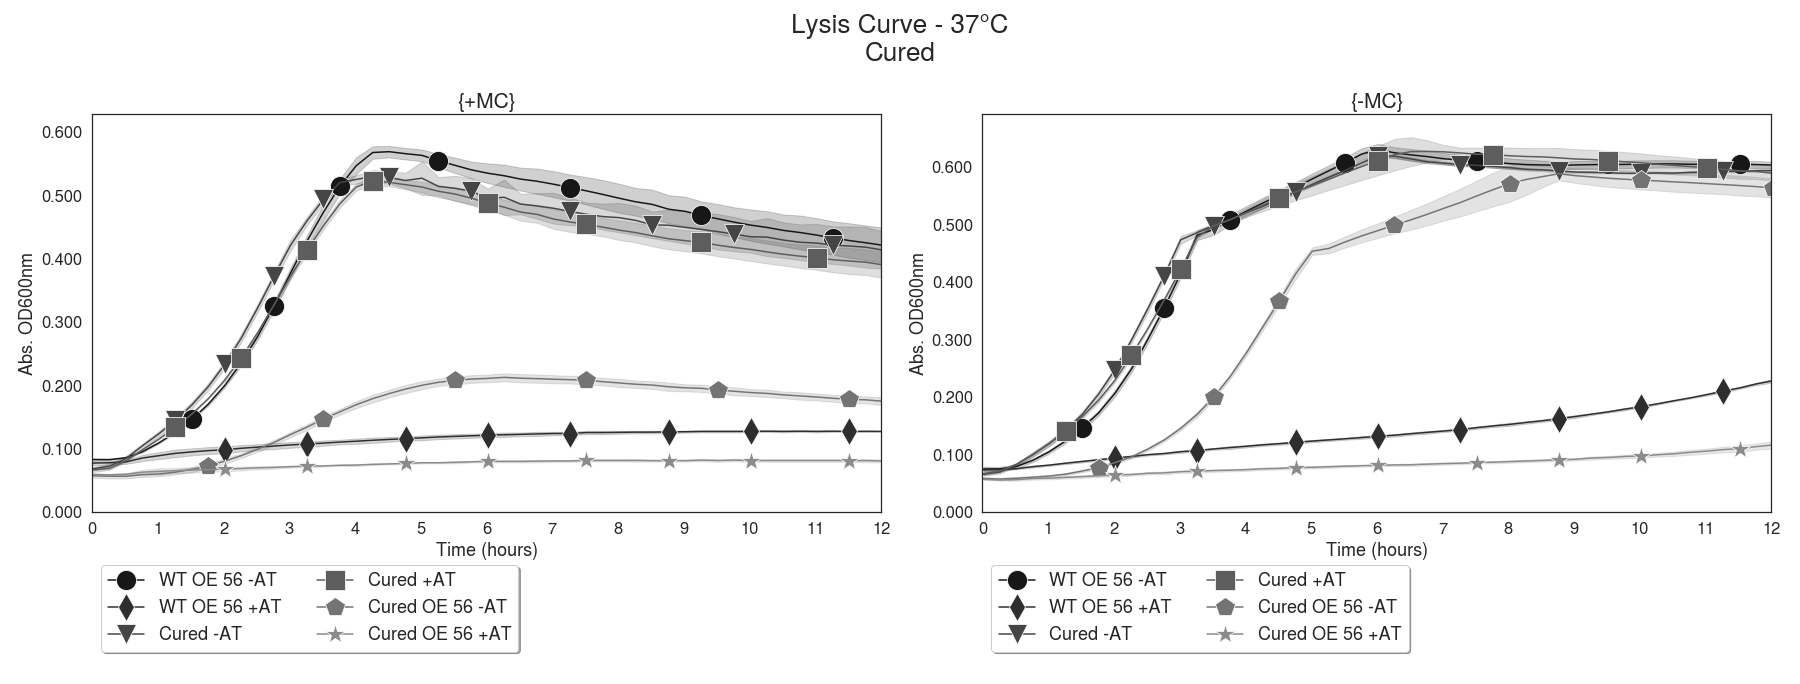 Lysis Curve - 37°C
Cured
{+MC}
0.600
0.500
0.400
0.300
0.200
0.100
0.000
Abs. OD600nm
0 1 2 3 4 5 6 7 8 9 10 11 12
Time (hours)
WT OE 56 -AT
WT OE 56 +AT
Cured -AT
Cured +AT
Cured OE 56 -AT
Cured OE 56 +AT
{-MC}
0.600
0.500
0.400
0.300
0.200
0.100
0.000
Abs. OD600nm
0 1 2 3 4 5 6 7 8 9 10 11 12
Time (hours)
WT OE 56 -AT
WT OE 56 +AT
Cured -AT
Cured +AT
Cured OE 56 -AT
Cured OE 56 +AT